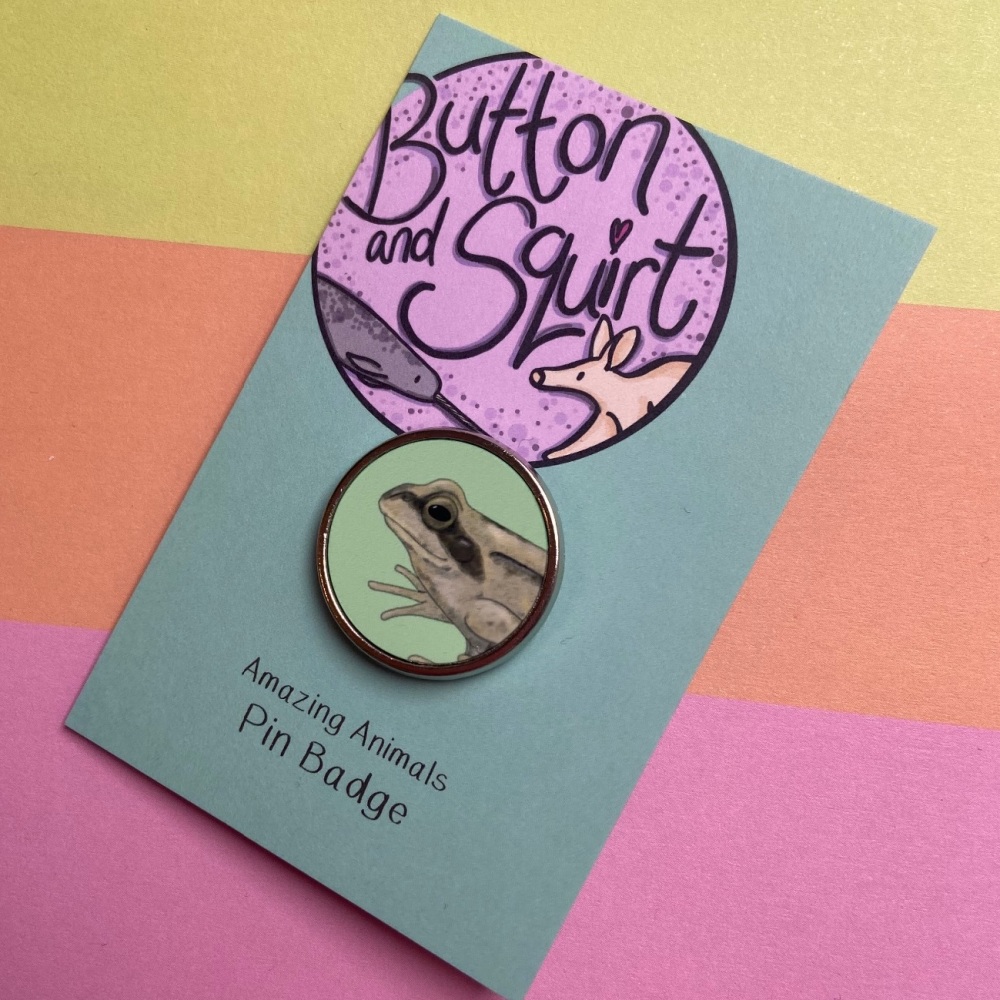 Button
and Squirt
Amazing Animals
Pin Badge